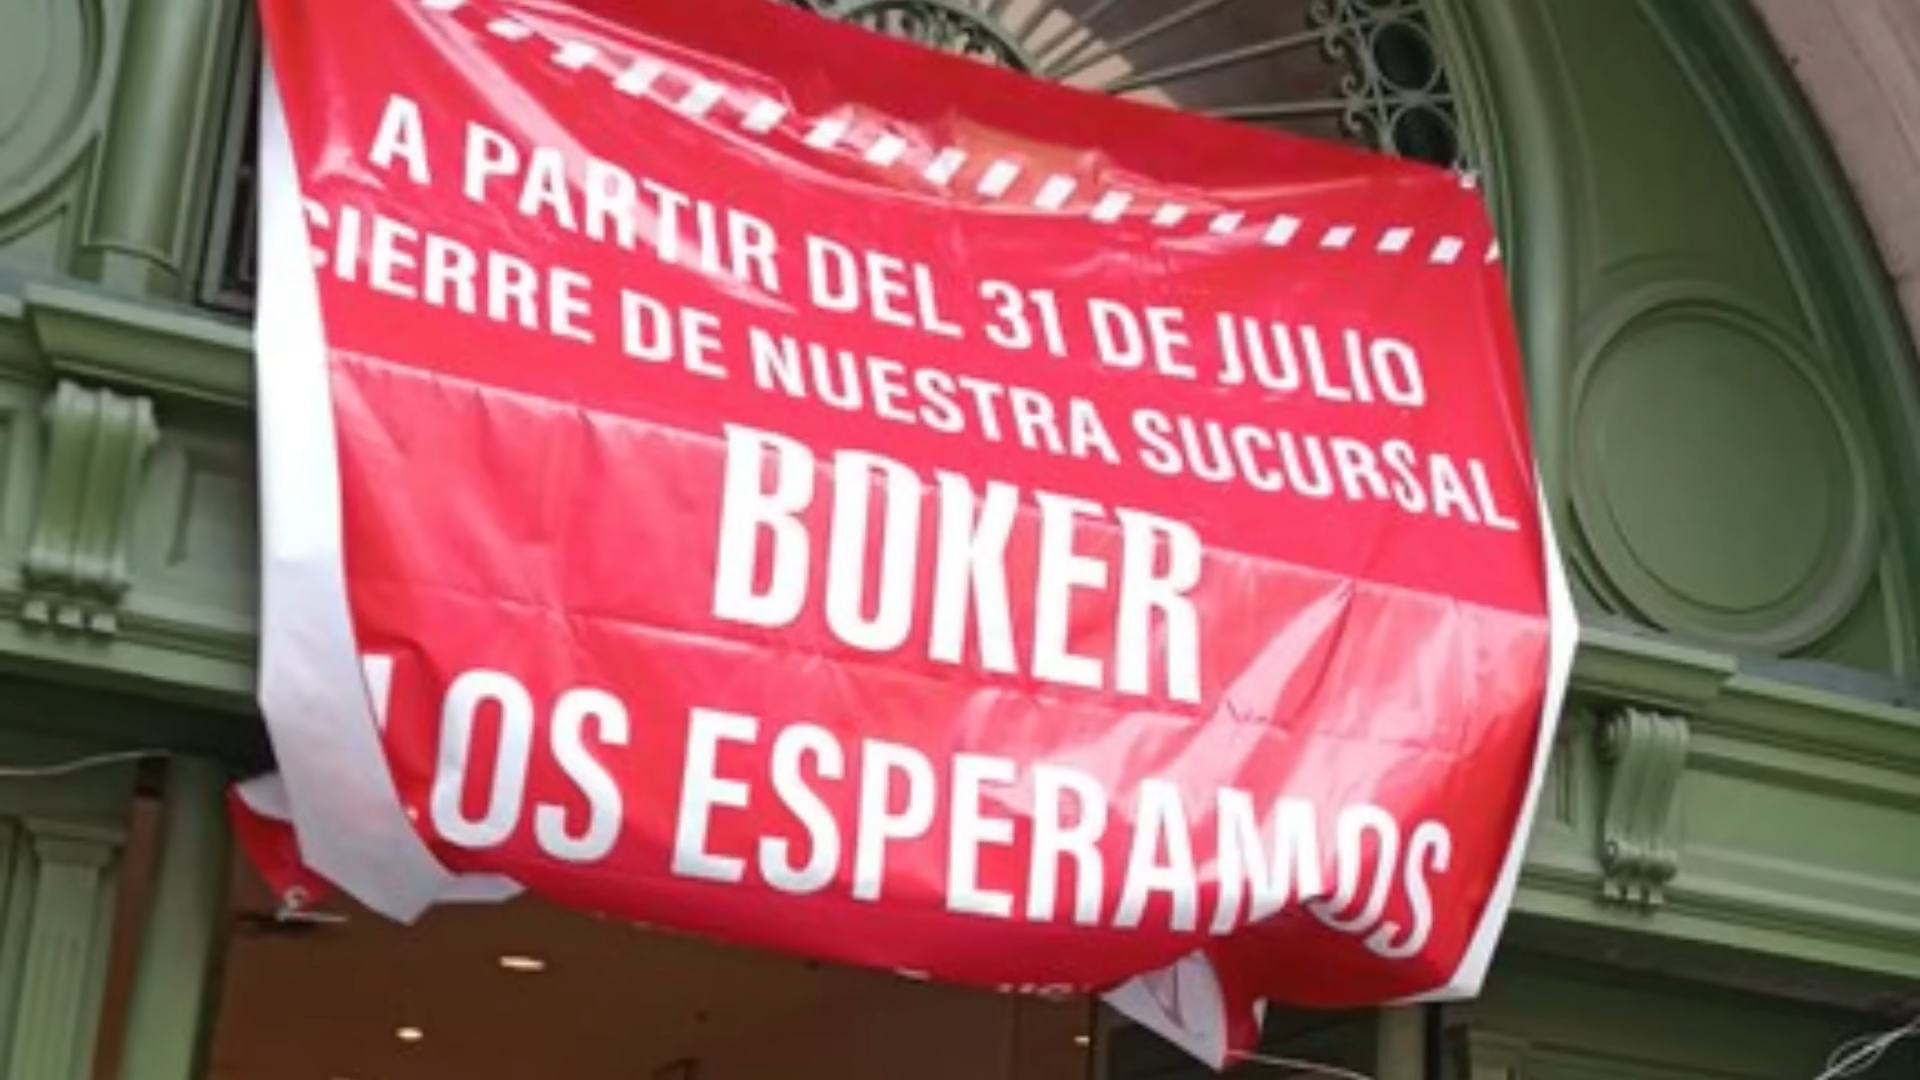 A PARTIR DEL 31 DE JULIO
CIERRE DE NUESTRA SUCURSAL
BOKER
LOS ESPERAMOS